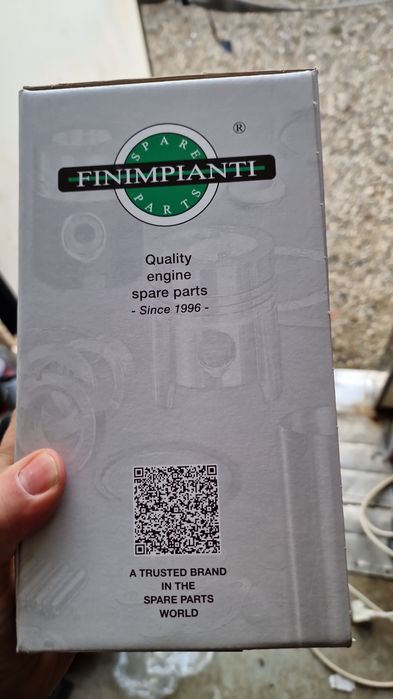 ®
SPARE
FINIMPIANTI
PARTS
Quality
engine
spare parts
- Since 1996 -
A TRUSTED BRAND
IN THE
SPARE PARTS
WORLD